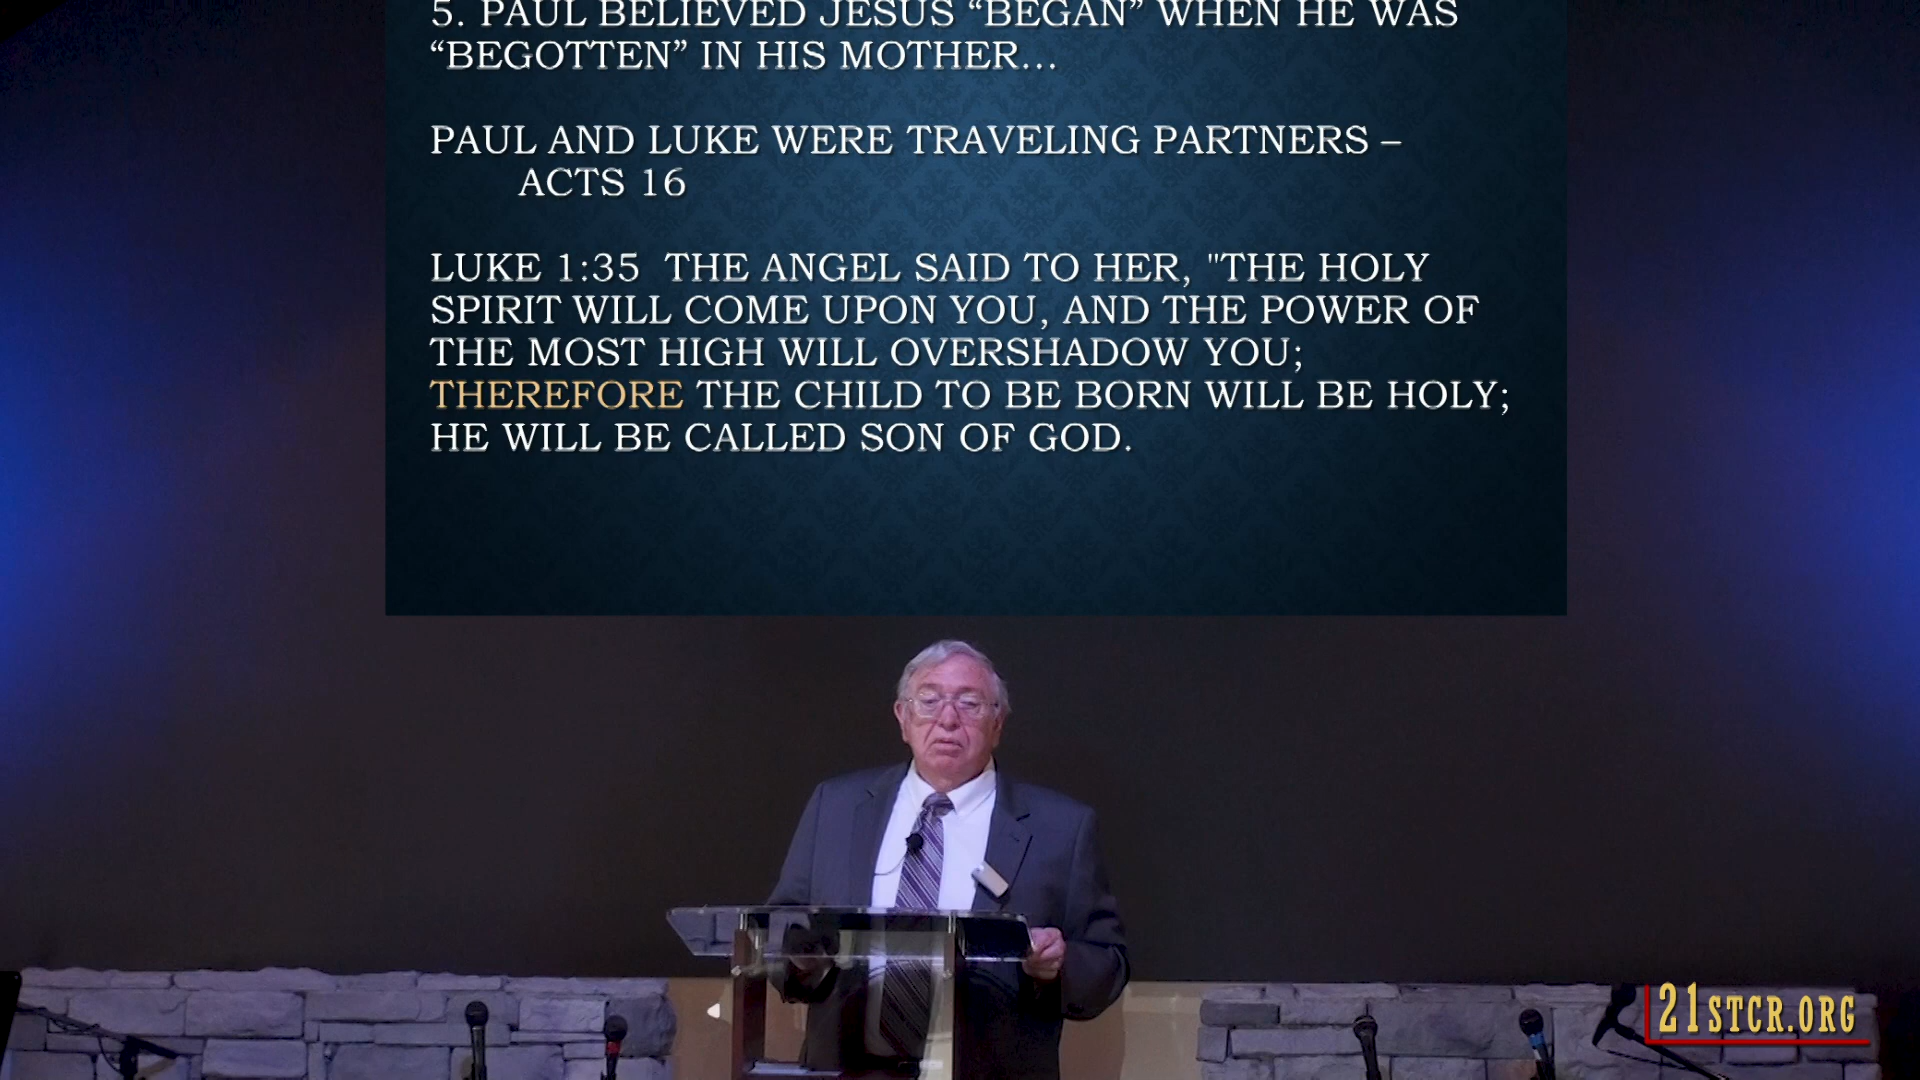 5. PAUL BELIEVED JESUS “BEGAN” WHEN HE WAS
“BEGOTTEN” IN HIS MOTHER…
PAUL AND LUKE WERE TRAVELING PARTNERS –
ACTS 16
LUKE 1:35 THE ANGEL SAID TO HER, "THE HOLY
SPIRIT WILL COME UPON YOU, AND THE POWER OF
THE MOST HIGH WILL OVERSHADOW YOU;
THEREFORE THE CHILD TO BE BORN WILL BE HOLY;
HE WILL BE CALLED SON OF GOD.
21STCR.ORG